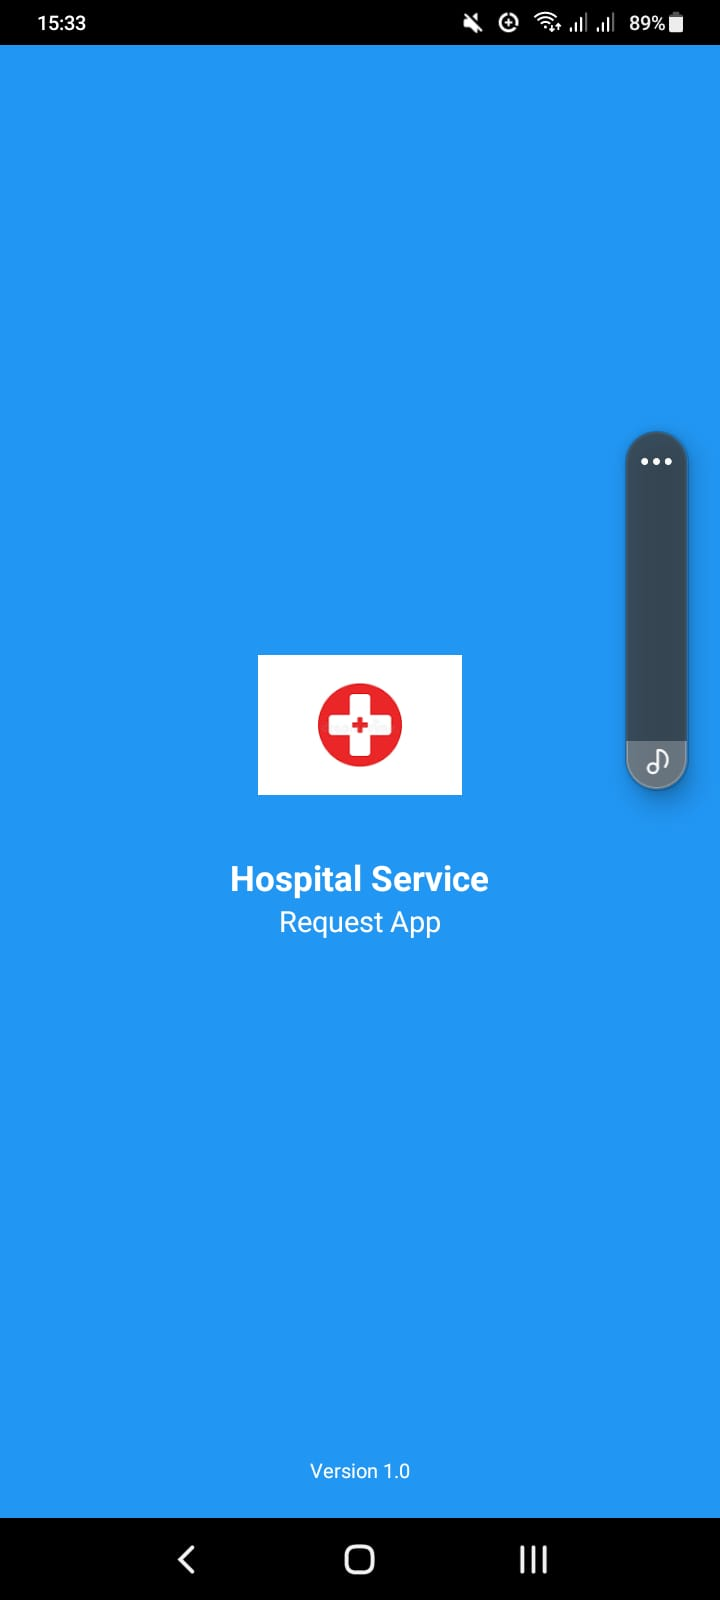 15:33
89%
Hospital Service
Request App
Version 1.0